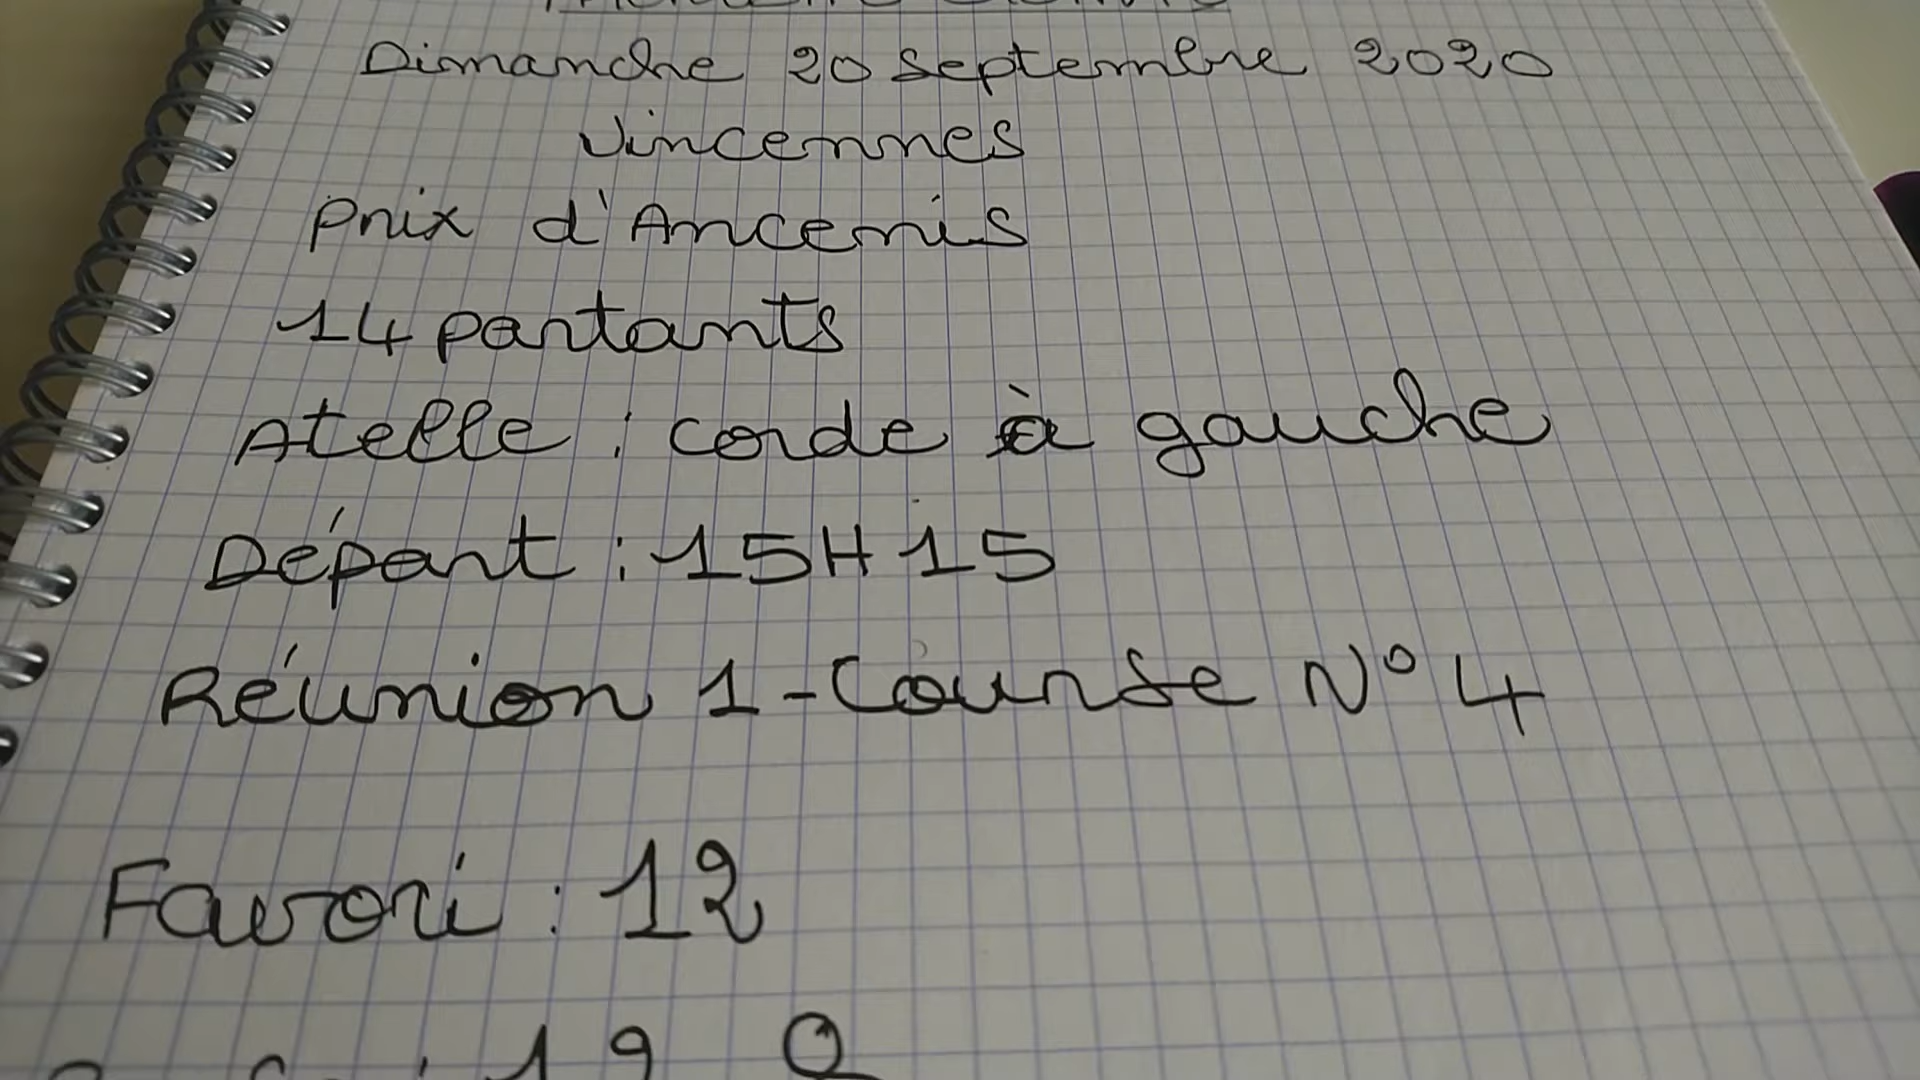 Dimanche 20 septembre 2020
Vincennes
Prix d'Ancenis
14 partants
Atelle : corde à gauche
Départ : 15H15
Réunion 1 - Course N° 4
Favori : 12